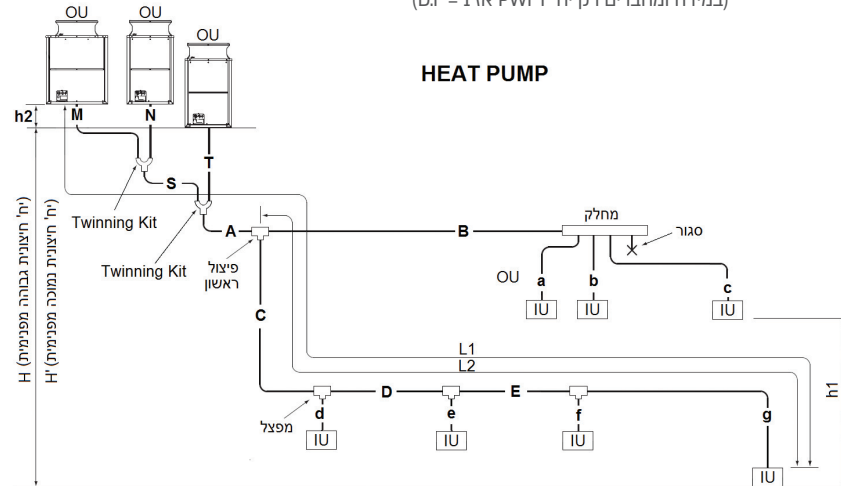 OU
OU
OU
HEAT PUMP
h2
M
N
T
S
Twinning Kit
Twinning Kit
A
B
מחלק
סגור
פיצול
ראשון
OU
a
b
c
IU
IU
IU
H (יח' חיצונית גבוהה מפנימית)
H' (יח' חיצונית נמוכה מפנימית)
C
L1
L2
h1
D
E
מפצל
d
e
f
g
IU
IU
IU
IU